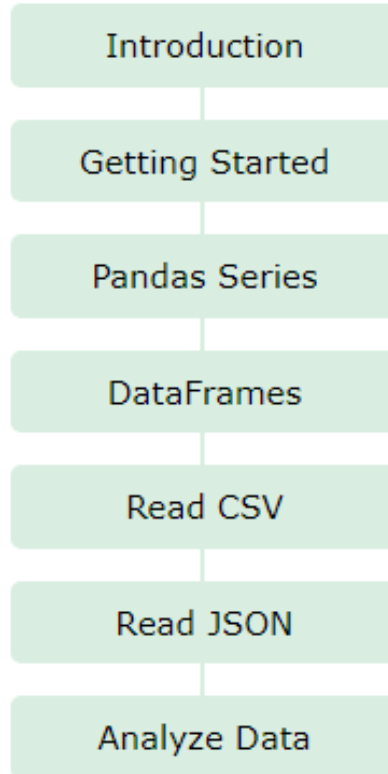 Introduction
Getting Started
Pandas Series
DataFrames
Read CSV
Read JSON
Analyze Data